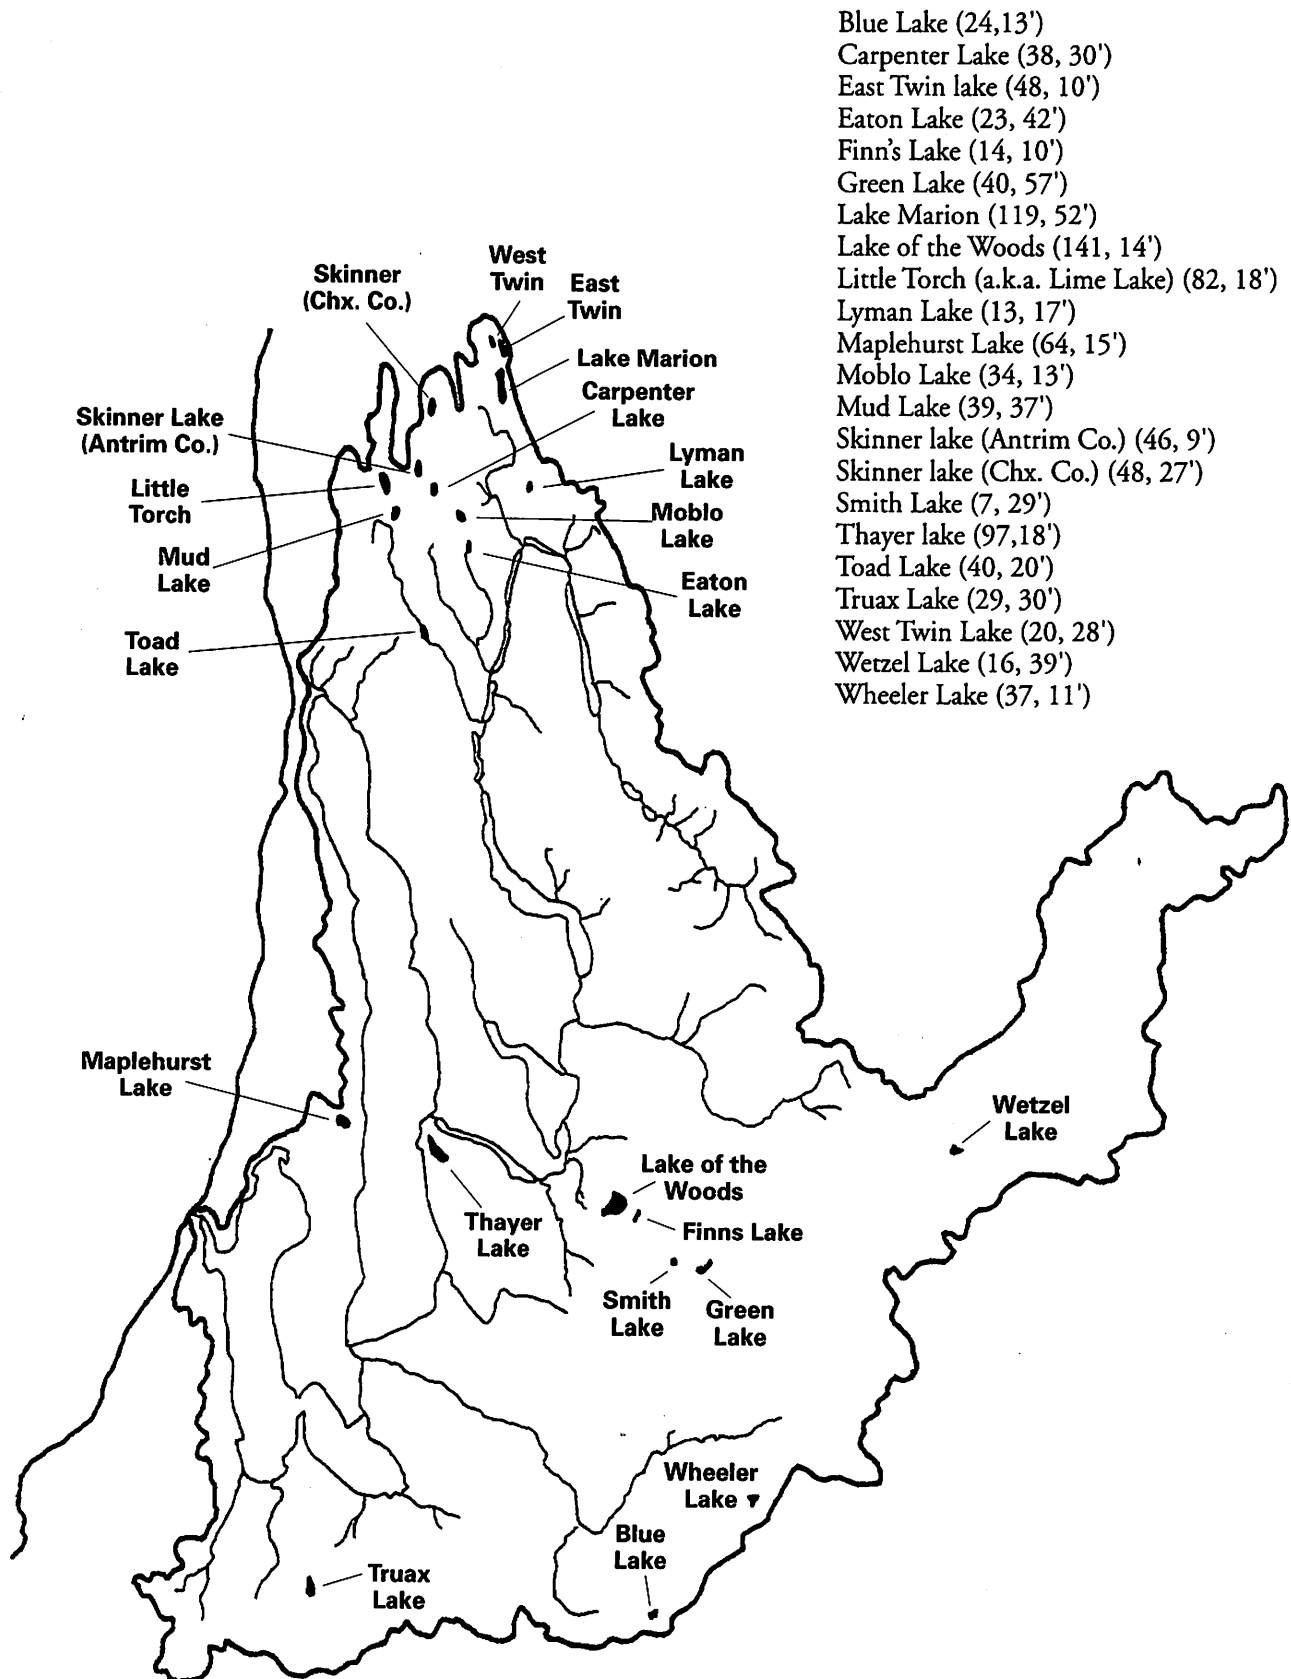 Blue Lake (24,13')
Carpenter Lake (38, 30')
East Twin lake (48, 10')
Eaton Lake (23, 42')
Finn's Lake (14, 10')
Green Lake (40, 57')
Lake Marion (119, 52')
Lake of the Woods (141, 14')
Little Torch (a.k.a. Lime Lake) (82, 18')
Lyman Lake (13, 17')
Maplehurst Lake (64, 15')
Moblo Lake (34, 13')
Mud Lake (39, 37')
Skinner lake (Antrim Co.) (46, 9')
Skinner lake (Chx. Co.) (48, 27')
Smith Lake (7, 29')
Thayer lake (97,18')
Toad Lake (40, 20')
Truax Lake (29, 30')
West Twin Lake (20, 28')
Wetzel Lake (16, 39')
Wheeler Lake (37, 11')
West
Twin
Skinner
(Chx. Co.)
East
Twin
Lake Marion
Carpenter
Lake
Skinner Lake
(Antrim Co.)
Lyman
Lake
Little
Torch
Moblo
Lake
Mud
Lake
Eaton
Lake
Toad
Lake
Maplehurst
Lake
Wetzel
Lake
Lake of the
Woods
Thayer
Lake
Finns Lake
Smith
Lake
Green
Lake
Wheeler
Lake
Blue
Lake
Truax
Lake